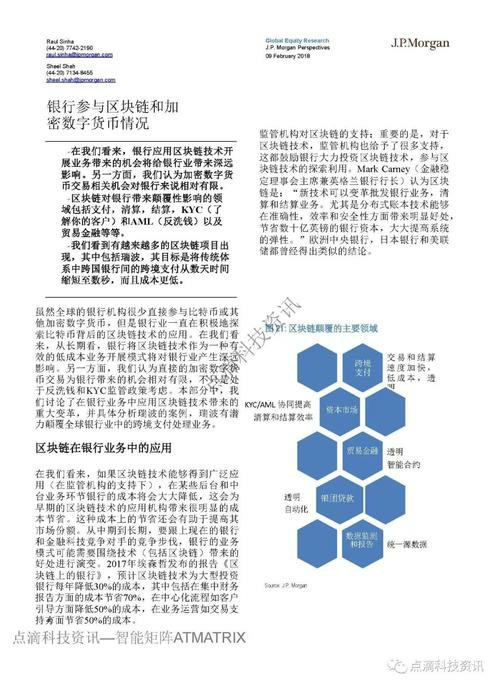 Raul Sinha
(44-20) 7742-2190
raul.sinha@jpmorgan.com
Sheel Shah
(44-20) 7134-8455
sheel.shah@jpmorgan.com
Global Equity Research
J.P. Morgan Perspectives
09 February 2018
J.P.Morgan
银行参与区块链和加
密数字货币情况
·在我们看来，银行应用区块链技术开
展业务带来的机会将给银行业带来深远
影响。另一方面，我们认为加密数字货
币交易相关机会对银行来说相对有限。
·区块链对银行带来颠覆性影响的领
域包括支付，清算，结算，KYC（了
解你的客户）和AML（反洗钱）以及
贸易金融等等。
·我们看到有越来越多的区块链项目出
现，其中包括瑞波，其目标是将传统体
系中跨国银行间的跨境支付从数天时间
缩短至数秒，而且成本更低。
虽然全球的银行机构很少直接参与比特币或其
他加密数字货币，但是银行业一直在积极地探
索比特币背后的区块链技术的应用。在我们看
来，从长期看，银行将区块链技术作为一种有
效的低成本业务开展模式将对银行业产生深远
影响。另一方面，我们认为直接的加密数字货
币交易为银行带来的机会相对有限，不只是处
于反洗钱和KYC监管政策考虑。本部分中，我
们讨论了在银行业务中应用区块链技术带来的
重大变革，并具体分析瑞波的案例，瑞波有潜
力颠覆全球银行业中的跨境支付处理业务。
区块链在银行业务中的应用
在我们看来，如果区块链技术能够得到广泛应
用（在监管机构的支持下），在某些后台和中
台业务环节银行的成本将会大大降低，这会为
早期的区块链技术的应用机构带来很明显的成
本节省。这种成本上的节省还会有助于提高其
市场份额。从中期到长期，要跟上现在的银行
和金融科技竞争对手的竞争步伐，银行的业务
模式可能需要围绕技术（包括区块链）带来的
好处进行演变。2017年埃森哲发布的报告《区
块链上的银行》，预计区块链技术为大型投资
银行每年降低30%的成本，其中包括在集中财务
报告方面的成本节省70%，在中心化流程如客户
引导方面降低50%的成本，在业务运营如交易支
持方面节省50%的成本。
监管机构对区块链的支持：重要的是，对于
区块链技术，监管机构也给予了很多支持，
这都鼓励银行大力投资区块链技术，参与区
块链技术的探索利用。Mark Carney（金融稳
定理事会主席兼英格兰银行行长）认为区块
链是：“新技术可以变革批发银行业务，清
算和结算业务。尤其是分布式账本技术能够
在准确性，效率和安全性方面带来明显好处，
节省数十亿英镑的银行资本，大大提高系统
的弹性。”欧洲中央银行，日本银行和美联
储都曾经得出类似的结论。
图21：区块链颠覆的主要领域
跨境
支付
交易和结算
速度加快，
低成本，透
明
KYC/AML 协同提高
清算和结算效率
资本市场
贸易金融
透明
智能合约
透明
自动化
银团贷款
数据监测
和报告
统一源数据
Source: J.P. Morgan
点滴科技资讯
点滴科技资讯—智能矩阵ATMATRIX
点滴科技资讯